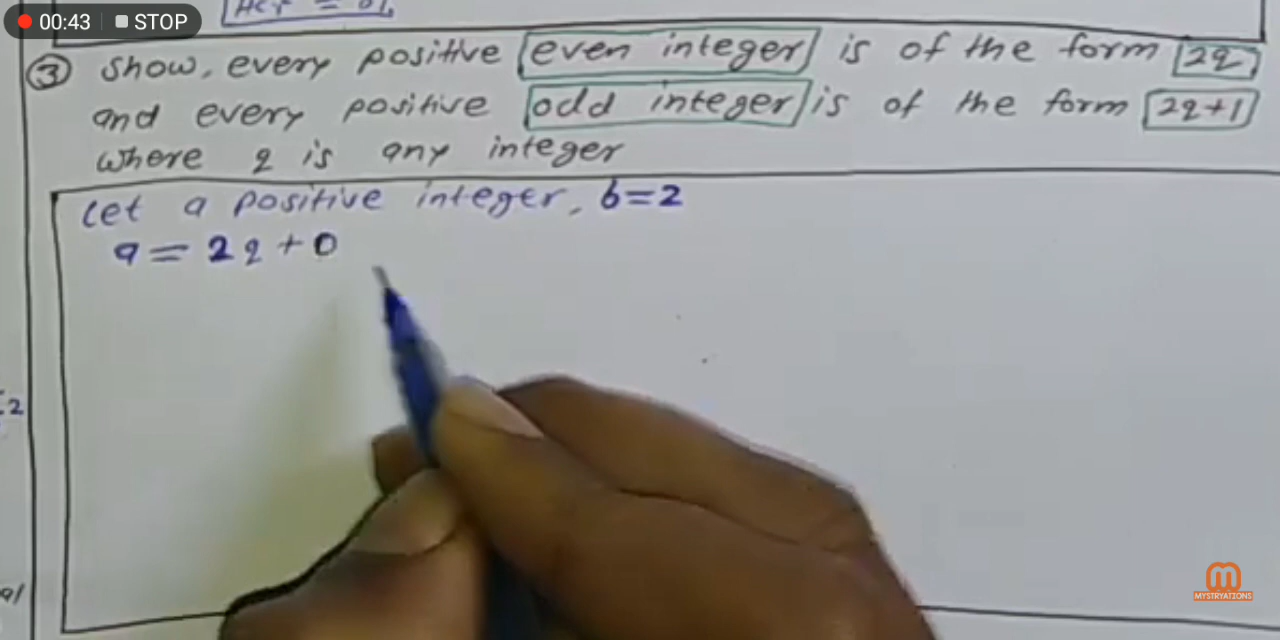 00:43 STOP
③ Show, every positive even integer is of the form 2q,
and every positive odd integer is of the form 2q+1
where q is any integer
Let a positive integer, b=2
a = 2q + 0
2
MYSTRYATIONS